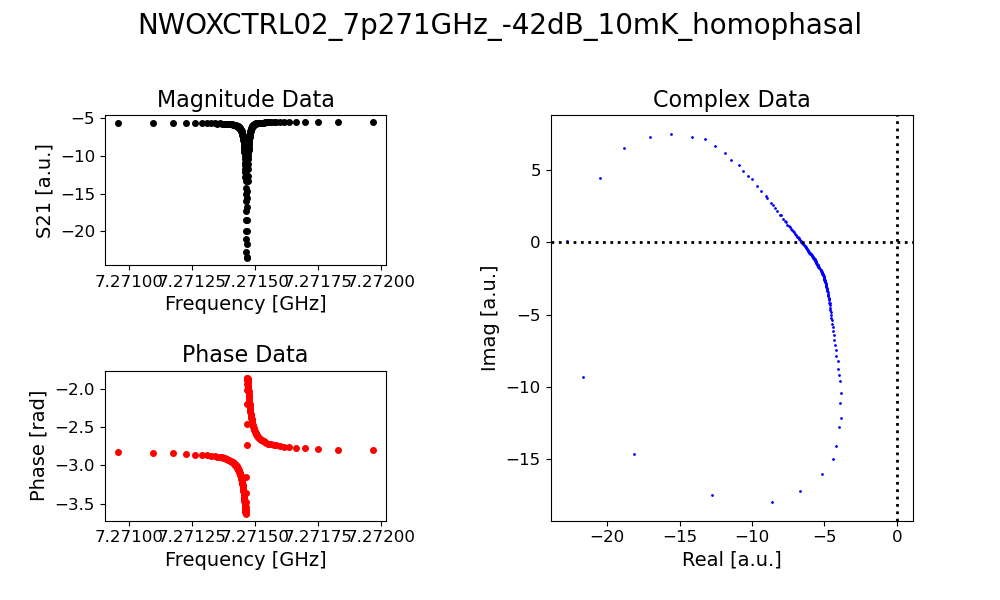 NWOXCTRL02_7p271GHz_-42dB_10mK_homophasal
Magnitude Data
−5
−10
−15
−20
S21 [a.u.]
7.27100 7.27125 7.27150 7.27175 7.27200
Frequency [GHz]
Phase Data
−2.0
−2.5
−3.0
−3.5
Phase [rad]
7.27100 7.27125 7.27150 7.27175 7.27200
Frequency [GHz]
Complex Data
5
0
−5
−10
−15
Imag [a.u.]
−20 −15 −10 −5 0
Real [a.u.]